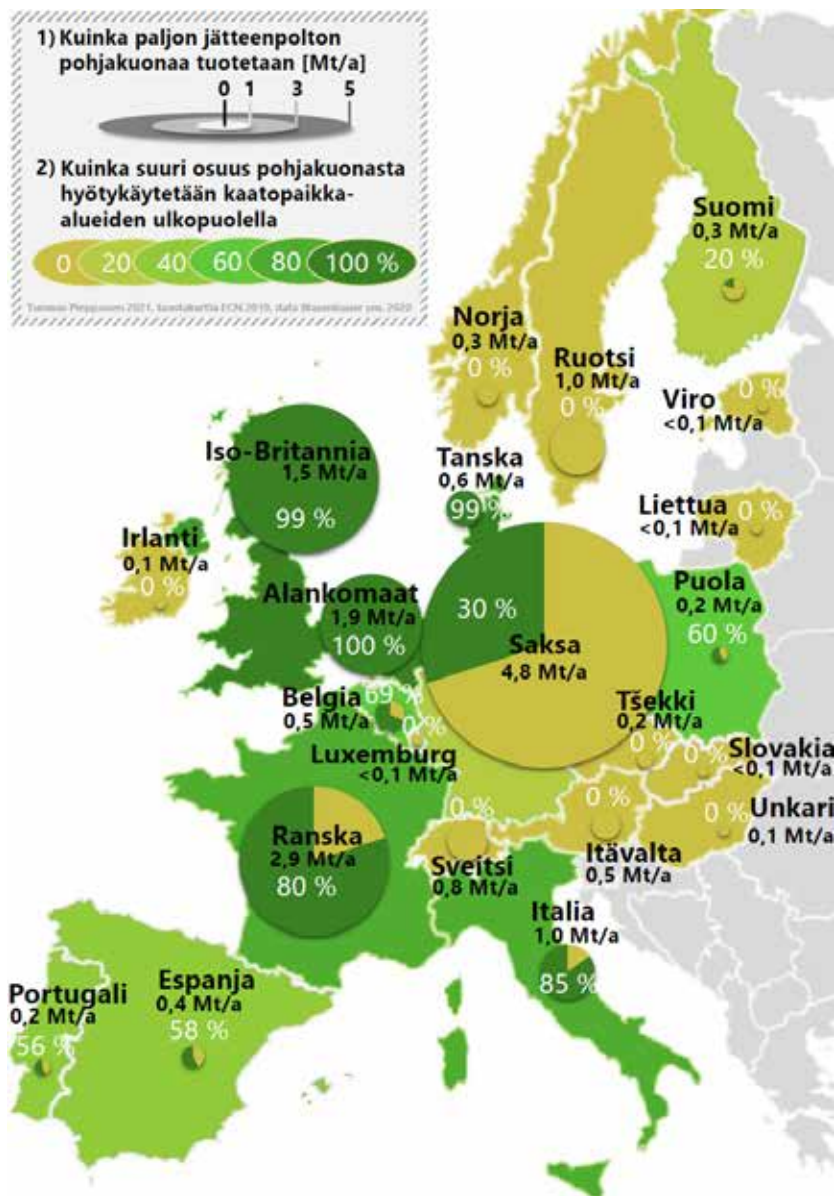 1) Kuinka paljon jätteenpolton
pohjakuonaa tuotetaan [Mt/a]
0 1 3 5
2) Kuinka suuri osuus pohjakuonasta
hyötykäytetään kaatopaikka-
alueiden ulkopuolella
0 20 40 60 80 100 %
2021, ECN 2019, data 2020
Suomi
0,3 Mt/a
20 %
Norja
0,3 Mt/a
0 %
Ruotsi
1,0 Mt/a
0 %
Viro
0 %
<0,1 Mt/a
Iso-Britannia
1,5 Mt/a
99 %
Tanska
0,6 Mt/a
99 %
Liettua
0 %
<0,1 Mt/a
Irlanti
0,1 Mt/a
0 %
Alankomaat
1,9 Mt/a
100 %
30 %
Saksa
4,8 Mt/a
Puola
0,2 Mt/a
60 %
Belgia
69 %
0,5 Mt/a
0 %
Luxemburg
<0,1 Mt/a
Tšekki
0,2 Mt/a
0 %
Slovakia
0 %
<0,1 Mt/a
Unkari
0 %
0,1 Mt/a
Ranska
2,9 Mt/a
80 %
0 %
Sveitsi
0,8 Mt/a
0 %
Itävalta
0,5 Mt/a
Italia
1,0 Mt/a
85 %
Portugali
0,2 Mt/a
56 %
Espanja
0,4 Mt/a
58 %